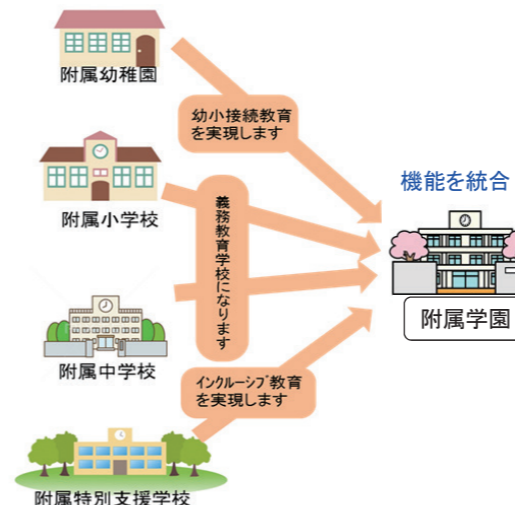 附属幼稚園
幼小接続教育
を実現します
附属小学校
義務教育学校になります
機能を統合
附属学園
附属中学校
インクルーシブ教育
を実現します
附属特別支援学校